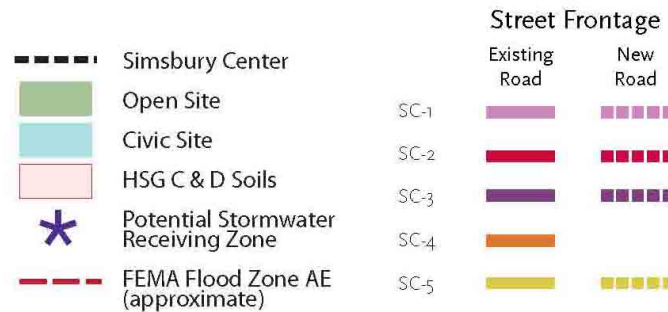 Street Frontage
Existing Road
New Road
Simsbury Center
Open Site
Civic Site
HSG C & D Soils
Potential Stormwater
Receiving Zone
FEMA Flood Zone AE
(approximate)
SC-1
SC-2
SC-3
SC-4
SC-5